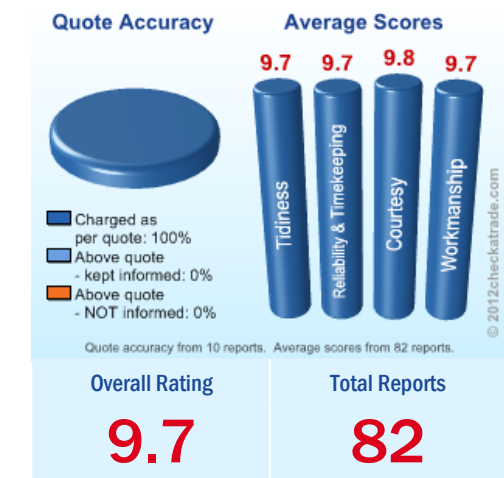 Quote Accuracy
Average Scores
9.7
9.7
9.8
9.7
Tidiness
Reliability & Timekeeping
Courtesy
Workmanship
Charged as
per quote: 100%
Above quote
- kept informed: 0%
Above quote
- NOT informed: 0%
© 2012checkatrade.com
Quote accuracy from 10 reports. Average scores from 82 reports.
Overall Rating
9.7
Total Reports
82